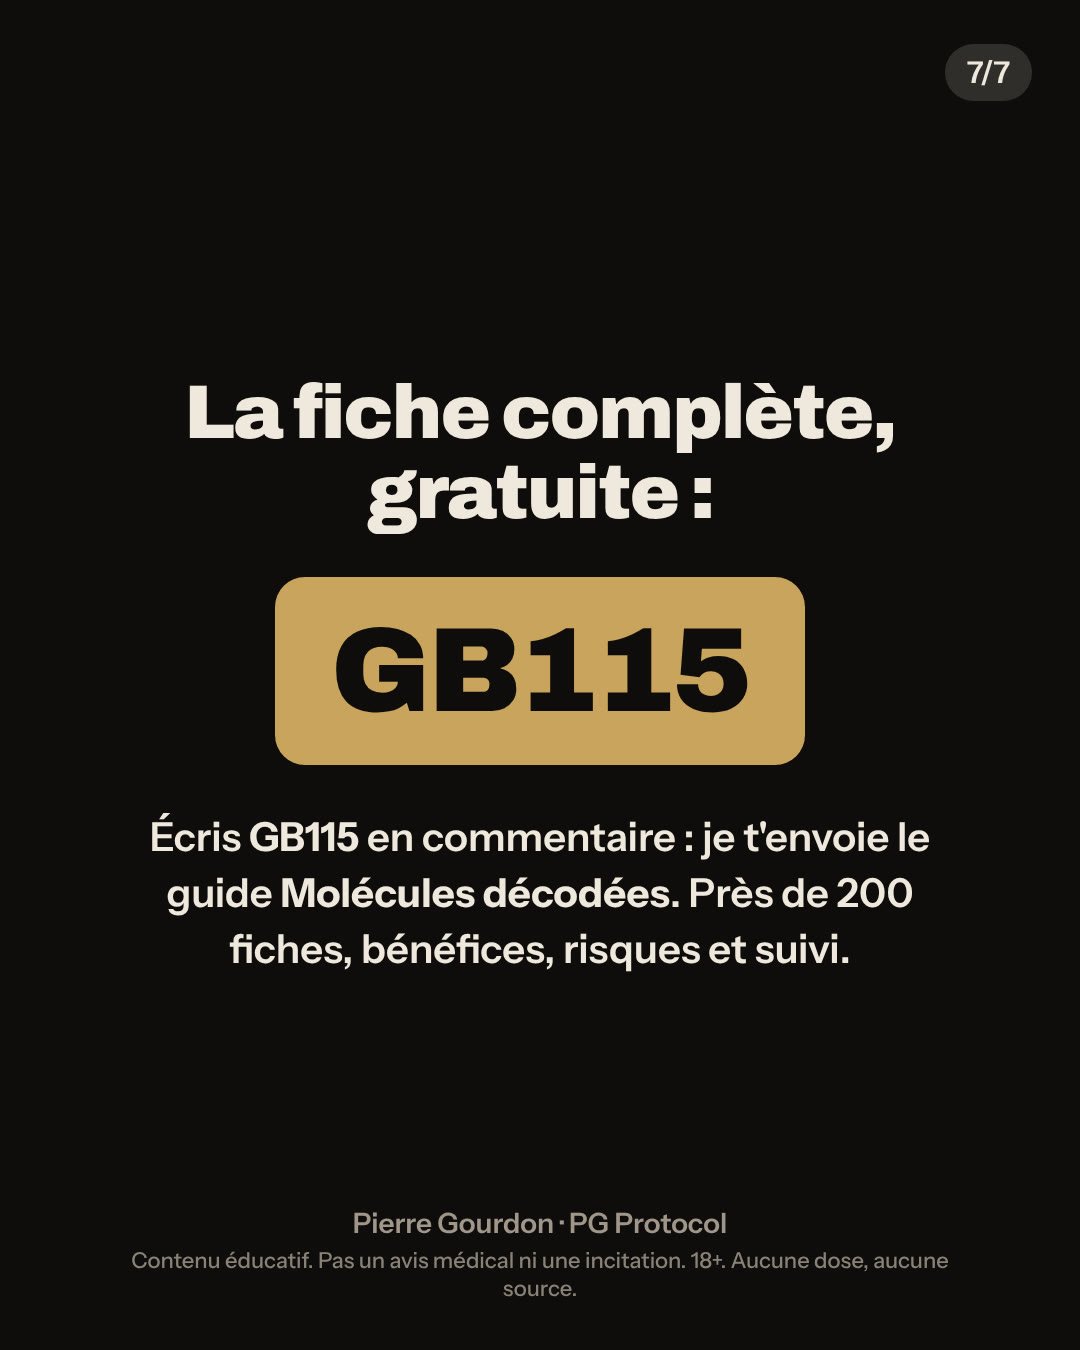 7/7
La fiche complète,
gratuite :
GB115
Écris GB115 en commentaire : je t'envoie le
guide Molécules décodées. Près de 200
fiches, bénéfices, risques et suivi.
Pierre Gourdon · PG Protocol
Contenu éducatif. Pas un avis médical ni une incitation. 18+. Aucune dose, aucune
source.